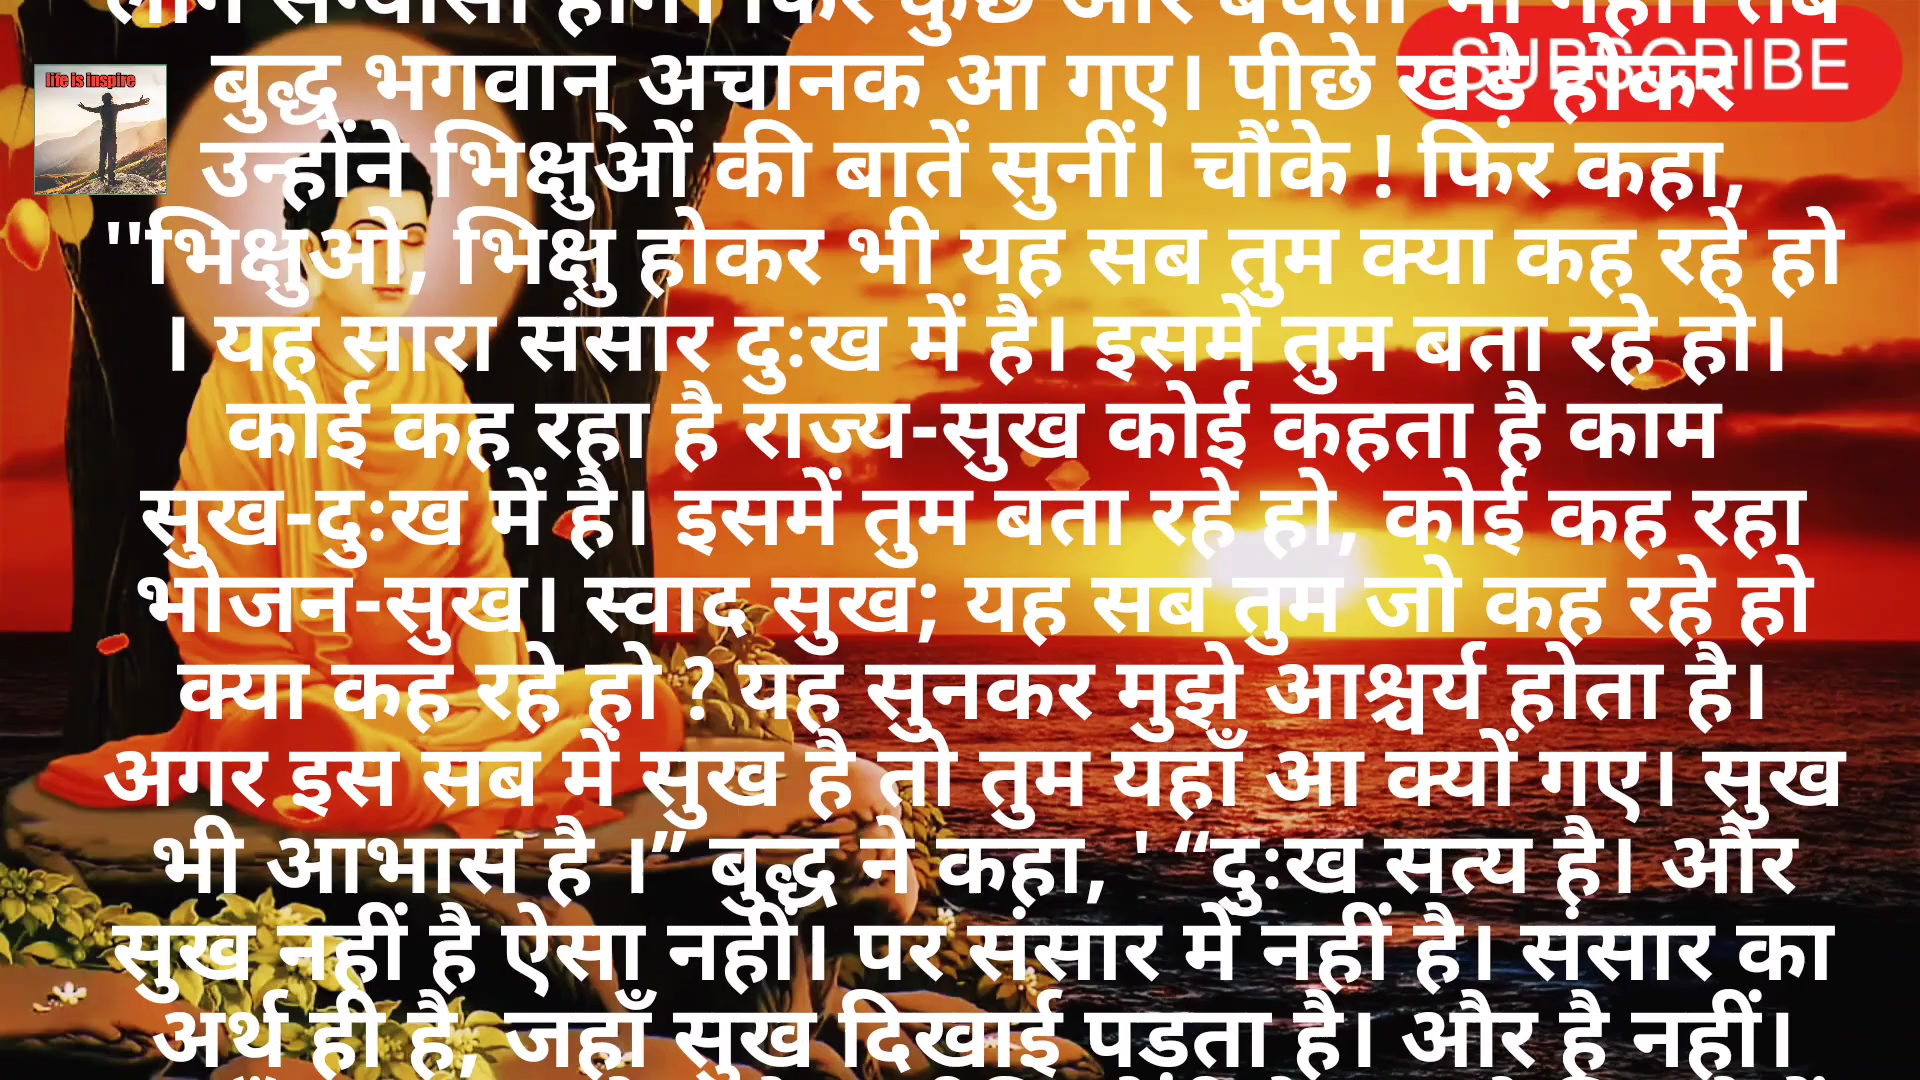 life is inspire
SUBSCRIBE
बुद्ध भगवान् अचानक आ गए। पीछे खड़े होकर
उन्होंने भिक्षुओं की बातें सुनीं। चौंके ! फिर कहा,
''भिक्षुओ, भिक्षु होकर भी यह सब तुम क्या कह रहे हो
। यह सारा संसार दुःख में है। इसमें तुम बता रहे हो।
कोई कह रहा है राज्य-सुख कोई कहता है काम
सुख-दुःख में है। इसमें तुम बता रहे हो, कोई कह रहा
भोजन-सुख। स्वाद सुख; यह सब तुम जो कह रहे हो
क्या कह रहे हो ? यह सुनकर मुझे आश्चर्य होता है।
अगर इस सब में सुख है तो तुम यहाँ आ क्यों गए। सुख
भी आभास है ।” बुद्ध ने कहा, ' “दुःख सत्य है। और
सुख नहीं है ऐसा नहीं। पर संसार में नहीं है। संसार का
अर्थ ही है, जहाँ सुख दिखाई पड़ता है। और है नहीं।